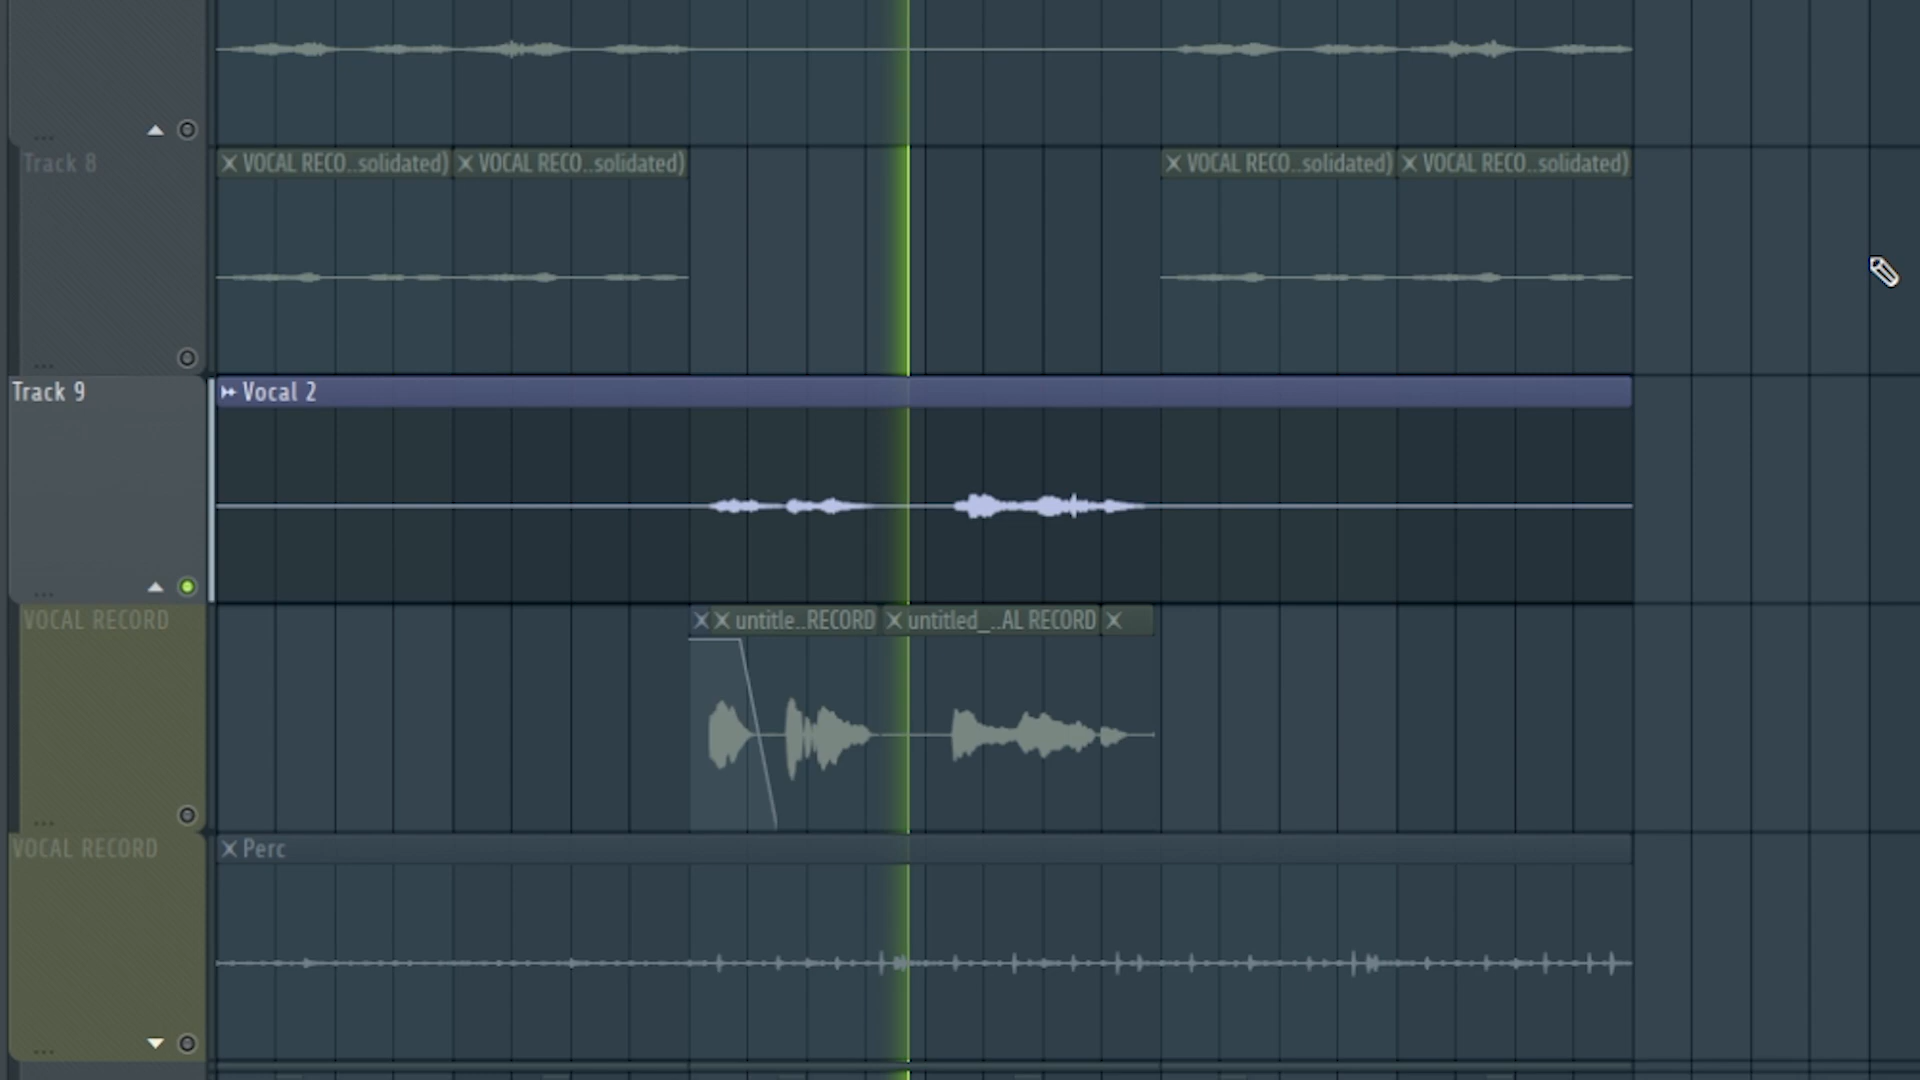 Track 8
VOCAL RECO..solidated)
VOCAL RECO..solidated)
VOCAL RECO..solidated)
VOCAL RECO..solidated)
Track 9
Vocal 2
VOCAL RECORD
untitle..RECORD
untitled_..AL RECORD
VOCAL RECORD
Perc